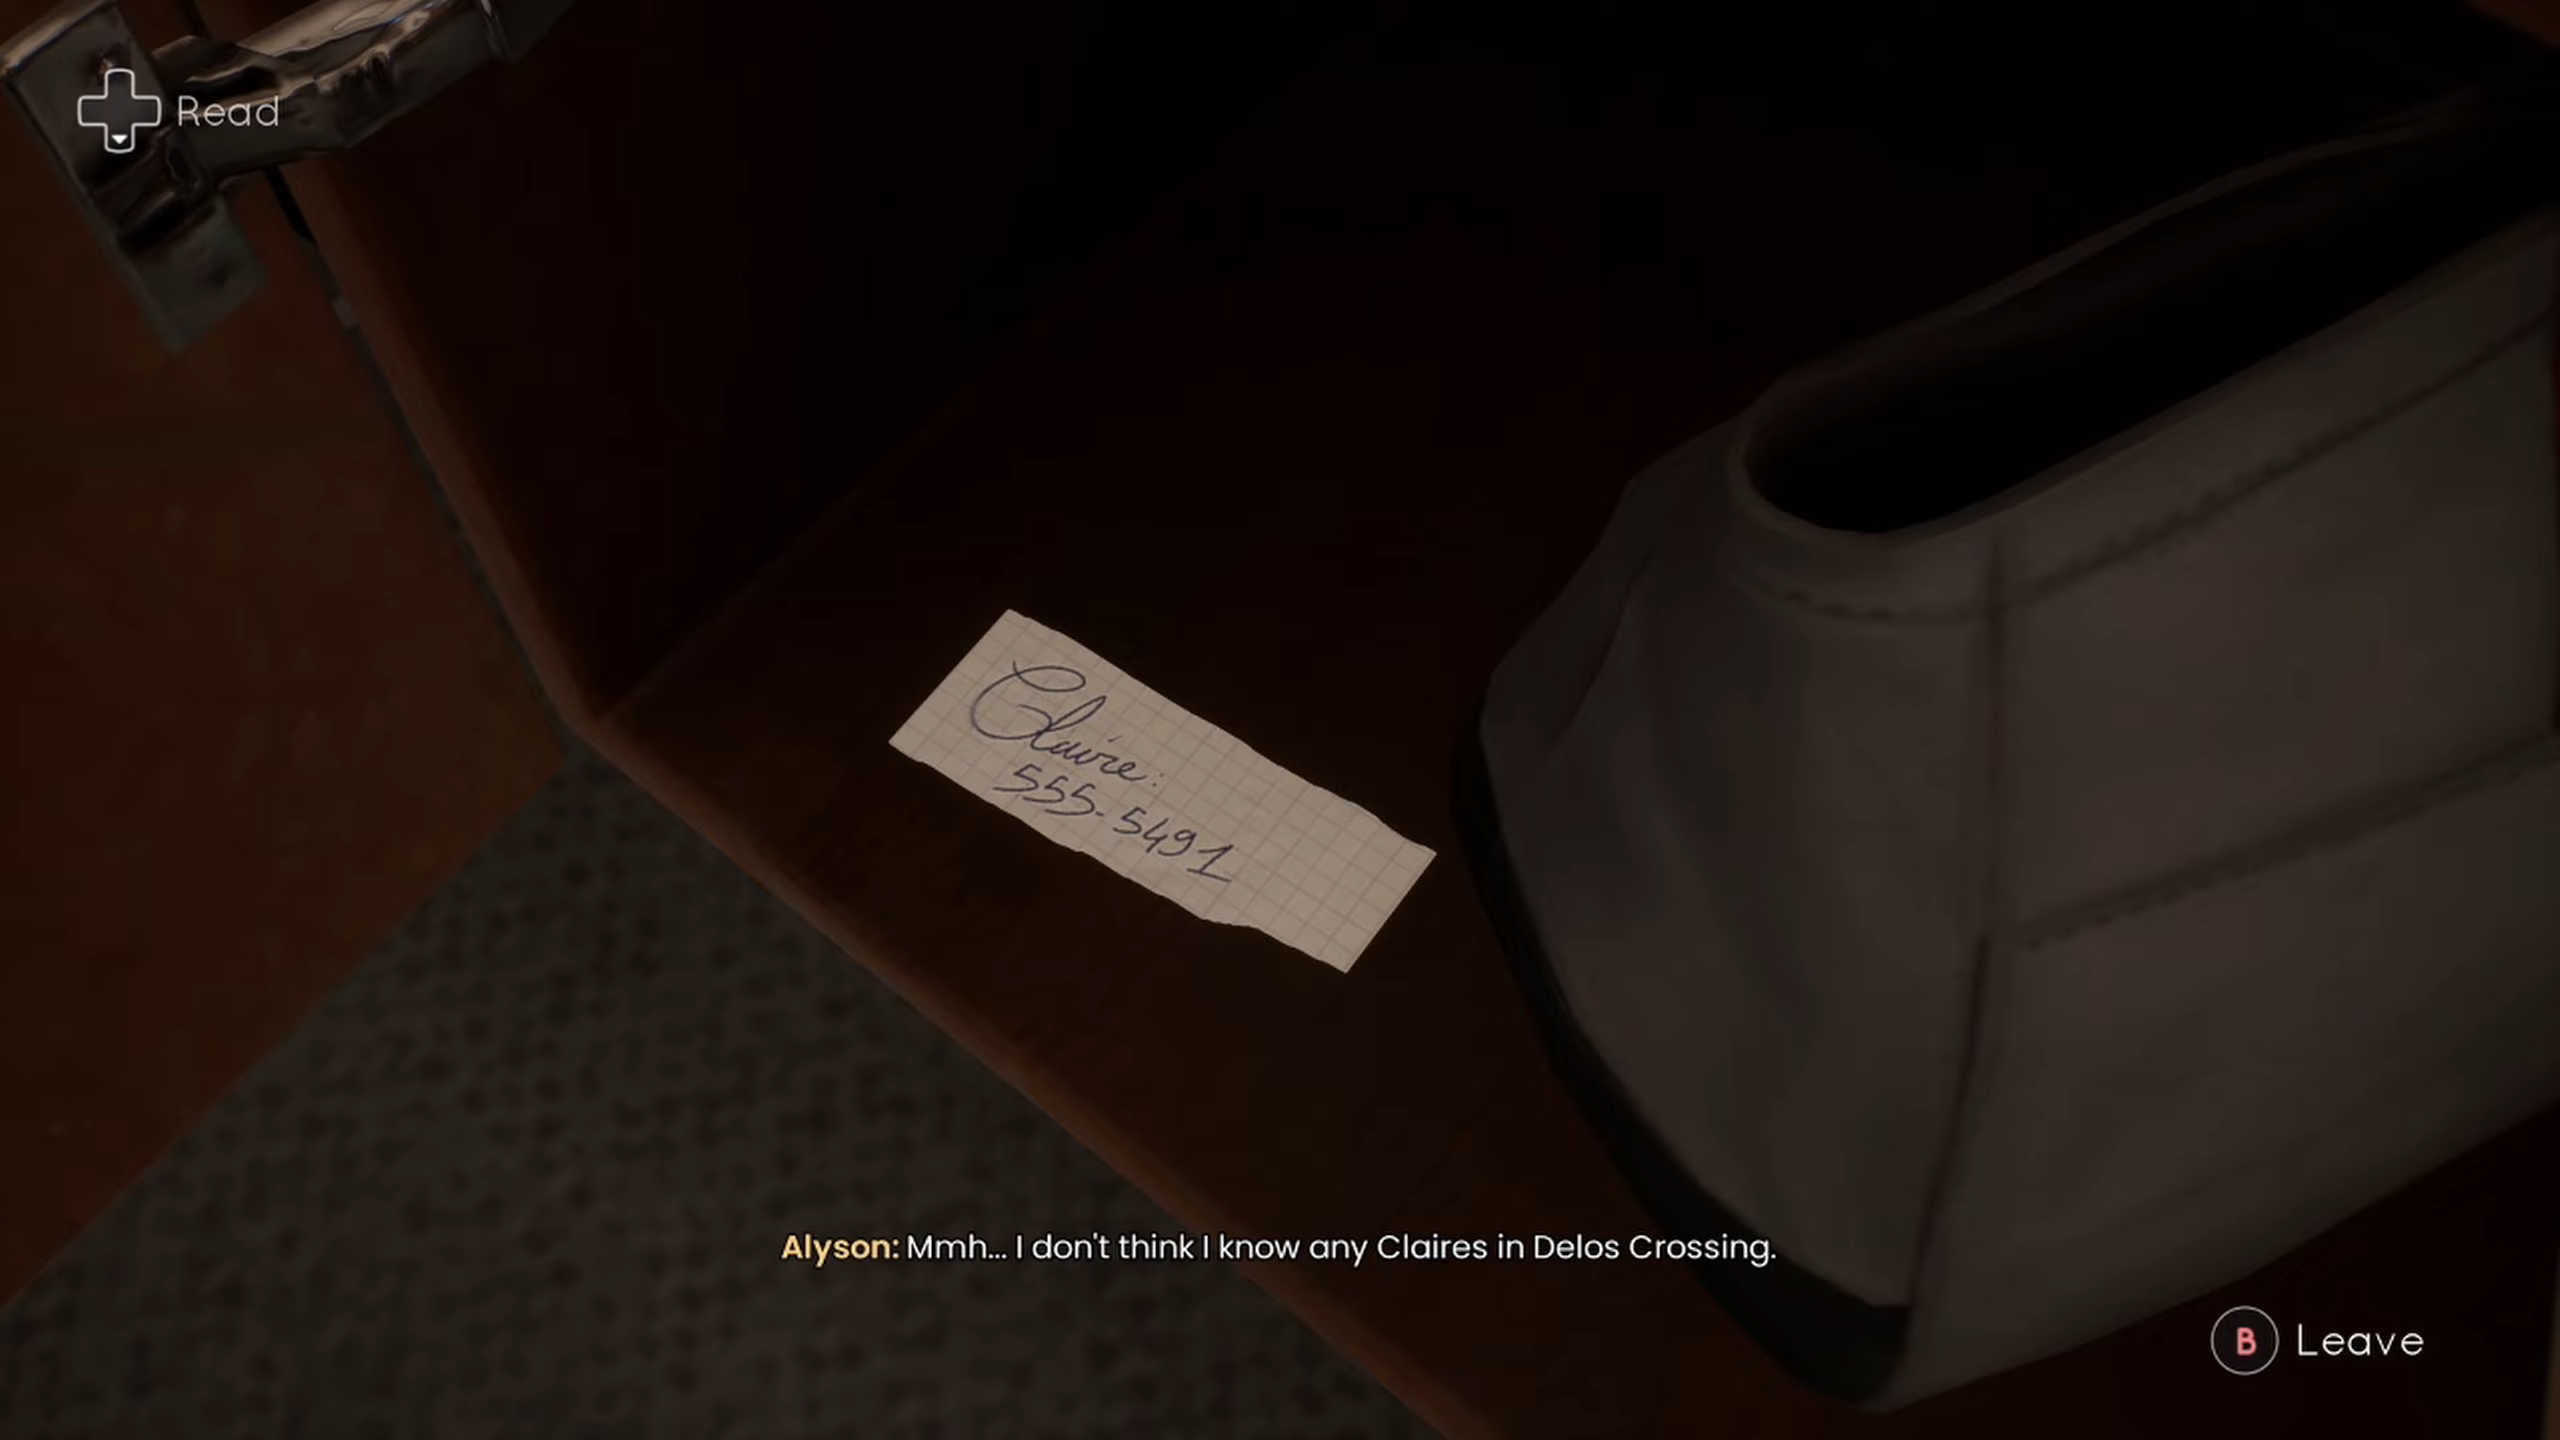 Read
Claire:
555-5491
Alyson: Mmh... I don't think I know any Claires in Delos Crossing.
B Leave